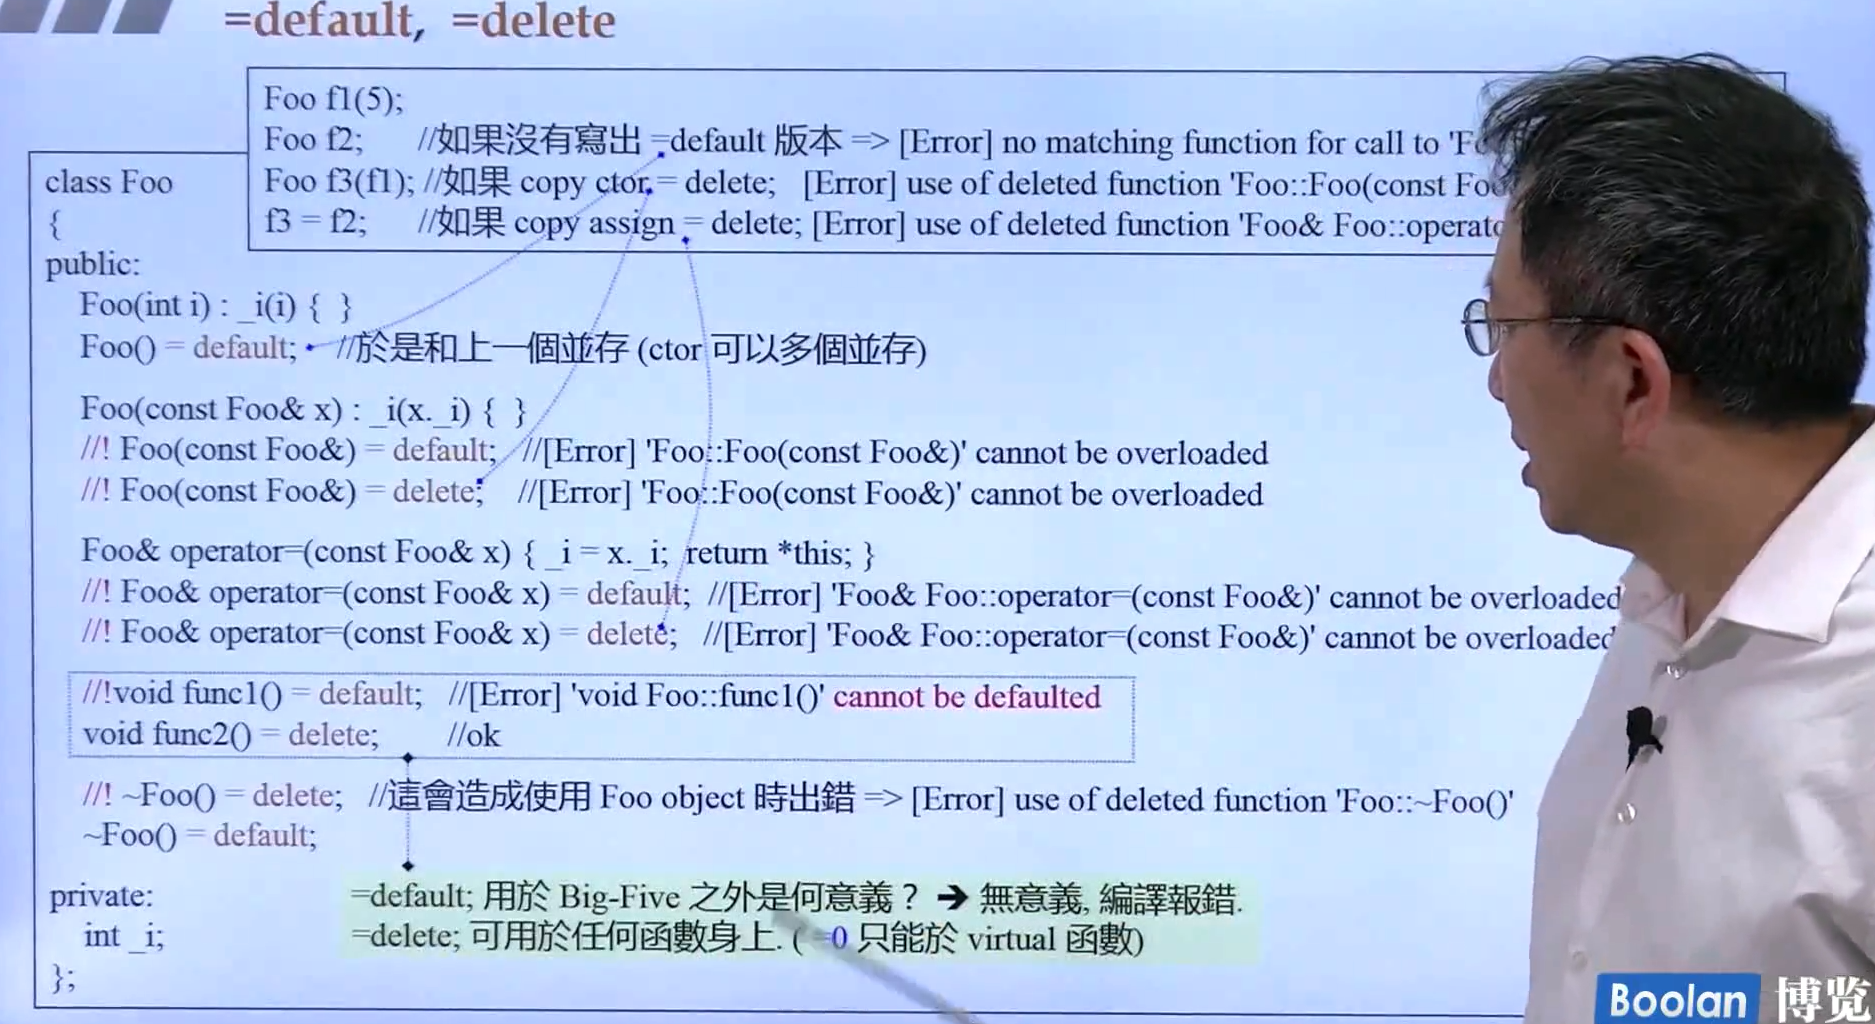 =default, =delete
Foo f1(5);
Foo f2; //如果沒有寫出 =default 版本 => [Error] no matching function for call to
Foo f3(f1); //如果 copy ctor = delete; [Error] use of deleted function 'Foo::Foo(const
f3 = f2; //如果 copy assign = delete; [Error] use of deleted function 'Foo& Foo::
class Foo
{
public:
Foo(int i) : _i(i) { }
Foo() = default; //於是和上一個並存 (ctor 可以多個並存)
Foo(const Foo& x) : _i(x._i) { }
//! Foo(const Foo&) = default; //[Error] 'Foo::Foo(const Foo&)' cannot be overloaded
//! Foo(const Foo&) = delete; //[Error] 'Foo::Foo(const Foo&)' cannot be overloaded
Foo& operator=(const Foo& x) { _i = x._i; return *this; }
//! Foo& operator=(const Foo& x) = default; //[Error] 'Foo& Foo::operator=(const Foo&)' cannot be overloaded
//! Foo& operator=(const Foo& x) = delete; //[Error] 'Foo& Foo::operator=(const Foo&)' cannot be overloaded
//!void func1() = default; //[Error] 'void Foo::func1()' cannot be defaulted
void func2() = delete; //ok
//! ~Foo() = delete; //這會造成使用 Foo object 時出錯 => [Error] use of deleted function 'Foo::~Foo()'
~Foo() = default;
private:
int _i;
};
=default; 用於 Big-Five 之外是何意義？ ➔ 無意義, 編譯報錯.
=delete; 可用於任何函數身上. ( =0 只能於 virtual 函數)
Boolan 博览